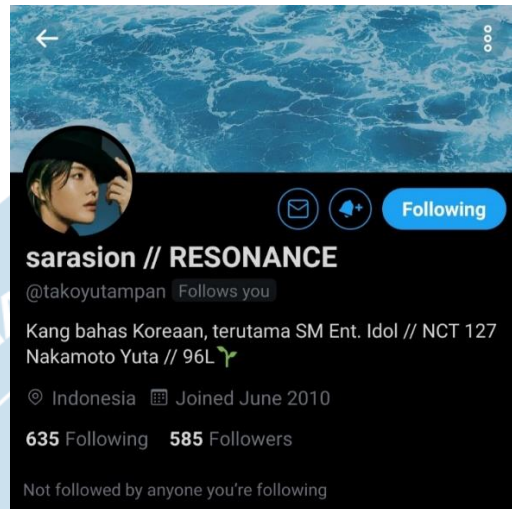 Following
sarasion // RESONANCE
@takoyutampan Follows you
Kang bahas Koreaan, terutama SM Ent. Idol // NCT 127
Nakamoto Yuta // 96L🌱
Indonesia Joined June 2010
635 Following 585 Followers
Not followed by anyone you're following